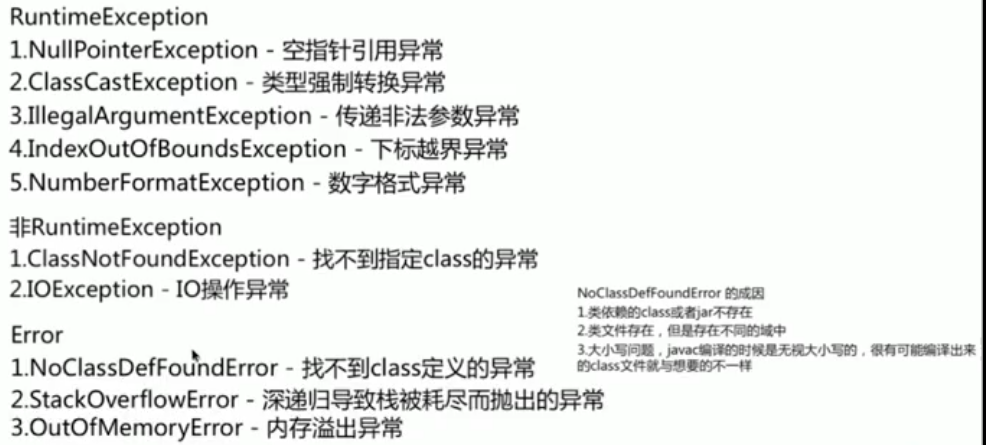 RuntimeException
1.NullPointerException - 空指针引用异常
2.ClassCastException - 类型强制转换异常
3.IllegalArgumentException - 传递非法参数异常
4.IndexOutOfBoundsException - 下标越界异常
5.NumberFormatException - 数字格式异常
非RuntimeException
1.ClassNotFoundException - 找不到指定class的异常
2.IOException - IO操作异常
Error
1.NoClassDefFoundError - 找不到class定义的异常
2.StackOverflowError - 深递归导致栈被耗尽而抛出的异常
3.OutOfMemoryError - 内存溢出异常
NoClassDefFoundError 的成因
1.类依赖的class或者jar不存在
2.类文件存在，但是存在不同的域中
3.大小写问题，javac编译的时候是无视大小写的，很有可能编译出来
的class文件就与想要的不一样